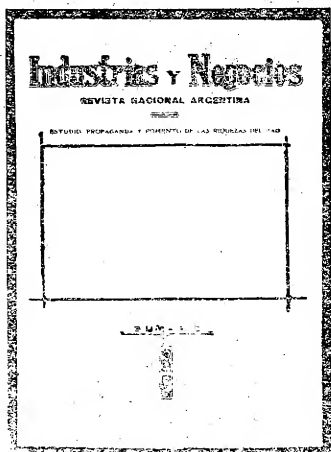 Industrias Y Negocios
REVISTA NACIONAL ARGENTINA
ESTUDIO, PROPAGANDA Y FOMENTO DE LAS RIQUEZAS DEL PAIS